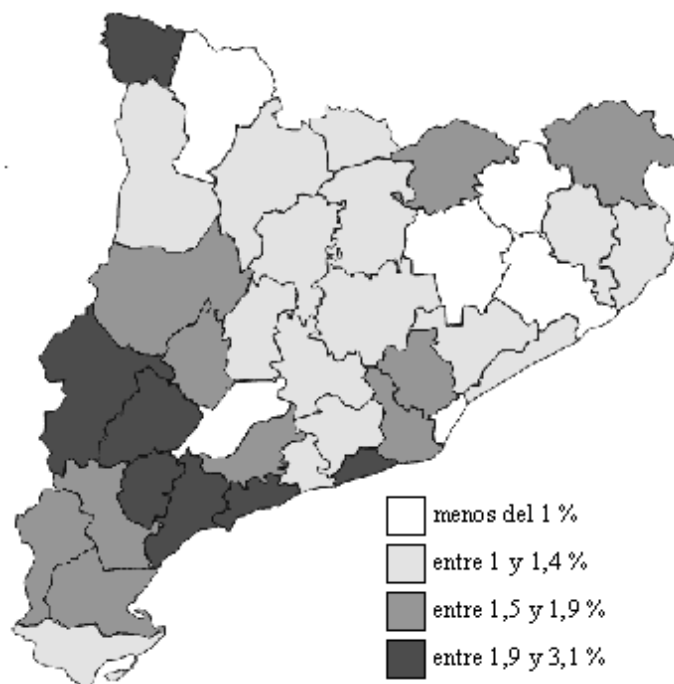 menos del 1 %
entre 1 y 1,4 %
entre 1,5 y 1,9 %
entre 1,9 y 3,1 %